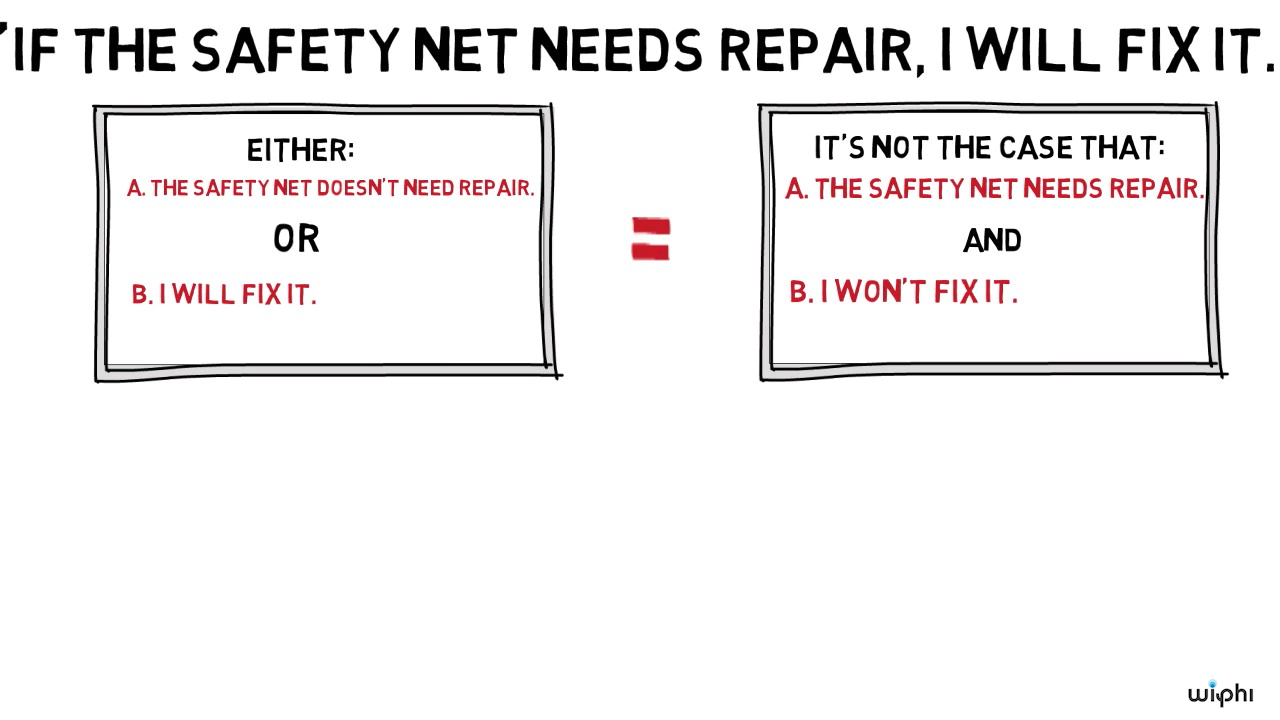 'IF THE SAFETY NET NEEDS REPAIR, I WILL FIX IT.
EITHER:
A. THE SAFETY NET DOESN'T NEED REPAIR.
OR
B. I WILL FIX IT.
=
IT'S NOT THE CASE THAT:
A. THE SAFETY NET NEEDS REPAIR.
AND
B. I WON'T FIX IT.
wiphi